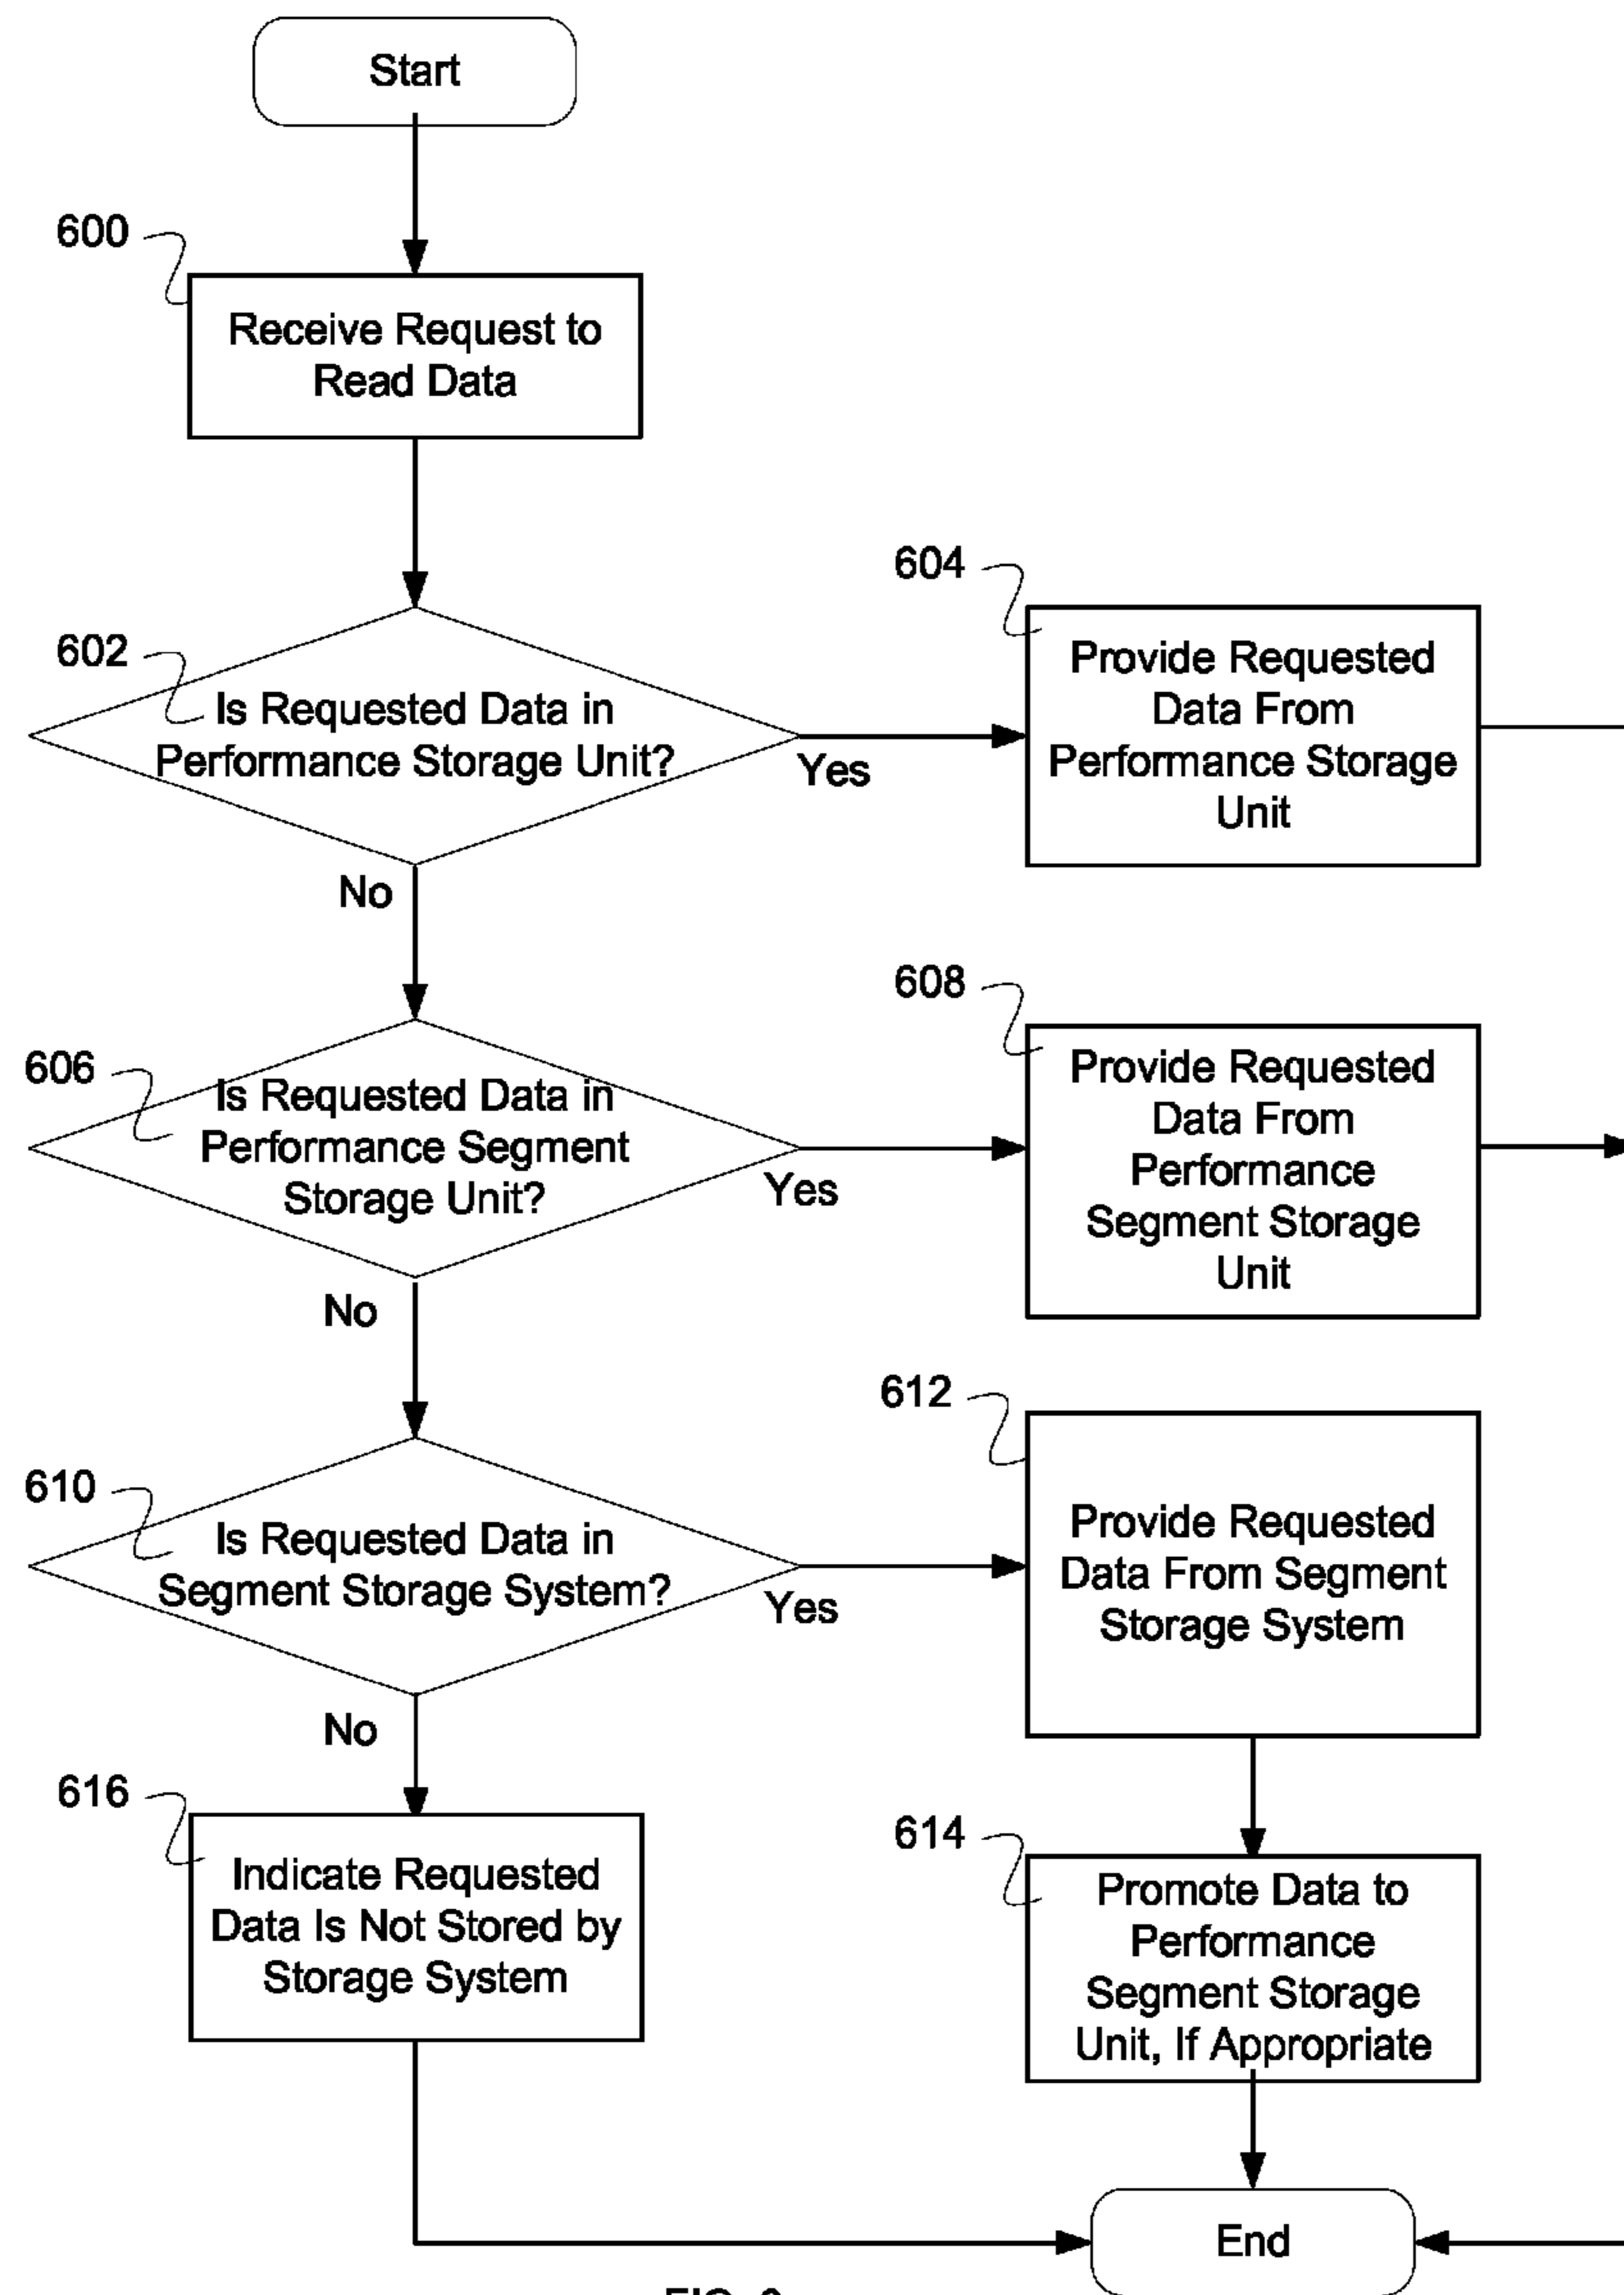 Start
600
Receive Request to
Read Data
602
Is Requested Data in
Performance Storage Unit?
Yes
No
604
Provide Requested
Data From
Performance Storage
Unit
606
Is Requested Data in
Performance Segment
Storage Unit?
Yes
No
608
Provide Requested
Data From
Performance
Segment Storage
Unit
610
Is Requested Data in
Segment Storage System?
Yes
No
612
Provide Requested
Data From Segment
Storage System
616
Indicate Requested
Data Is Not Stored by
Storage System
614
Promote Data to
Performance
Segment Storage
Unit, If Appropriate
End